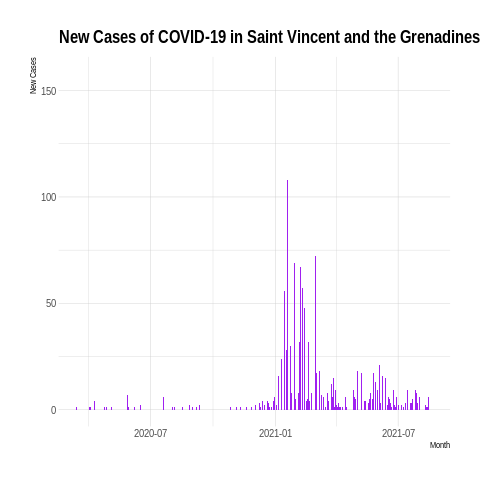 New Cases of COVID-19 in Saint Vincent and the Grenadines
New Cases
150
100
50
0
2020-07 2021-01 2021-07
Month